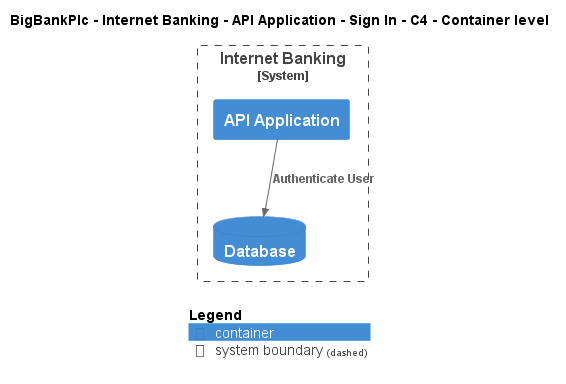 BigBankPlc - Internet Banking - API Application - Sign In - C4 - Container level
Internet Banking
[System]
API Application
Authenticate User
Database
Legend
container
system boundary (dashed)